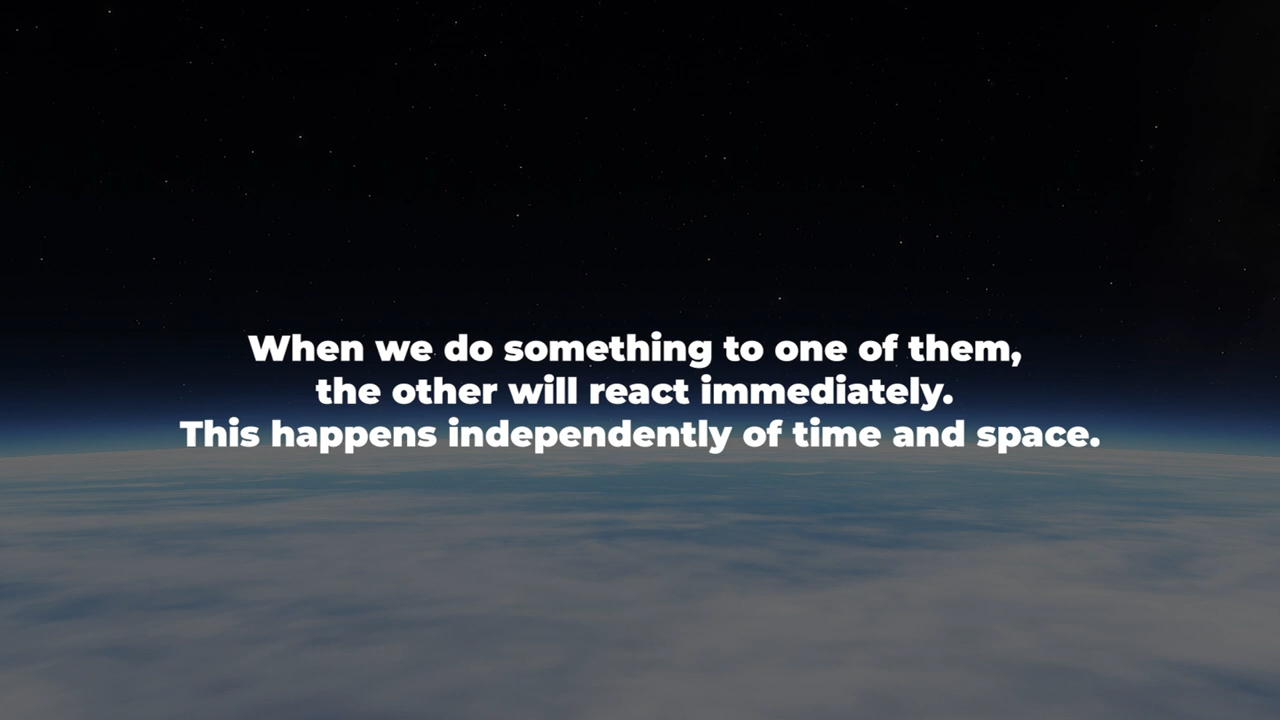 When we do something to one of them,
the other will react immediately.
This happens independently of time and space.